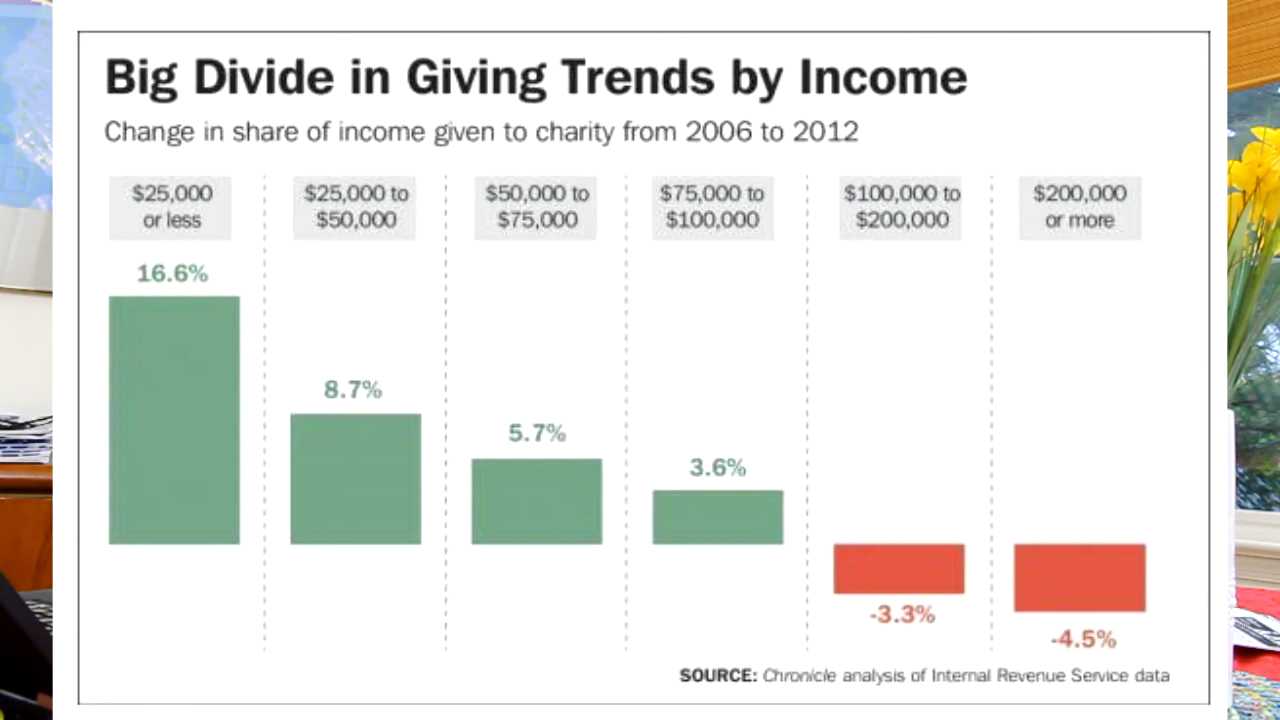 Big Divide in Giving Trends by Income
Change in share of income given to charity from 2006 to 2012
$25,000
or less
$25,000 to
$50,000
$50,000 to
$75,000
$75,000 to
$100,000
$100,000 to
$200,000
$200,000
or more
16.6%
8.7%
5.7%
3.6%
-3.3%
-4.5%
SOURCE: Chronicle analysis of Internal Revenue Service data